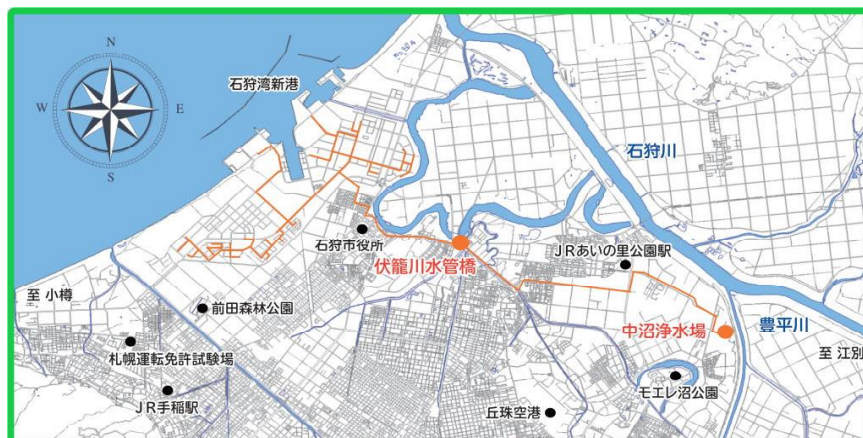 N
W
E
S
石狩湾新港
石狩川
石狩市役所
伏籠川水管橋
JRあいの里公園駅
至 小樽
前田森林公園
中沼浄水場
豊平川
札幌運転免許試験場
至 江別
JR手稲駅
丘珠空港
モエレ沼公園